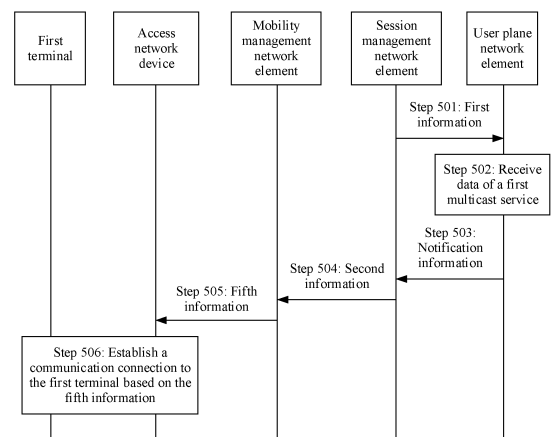 First
terminal
Access
network
device
Mobility
management
network
element
Session
management
network
element
User plane
network
element
Step 501: First
information
Step 502: Receive
data of a first
multicast service
Step 503:
Notification
information
Step 504: Second
information
Step 505: Fifth
information
Step 506: Establish a
communication connection to
the first terminal based on the
fifth information